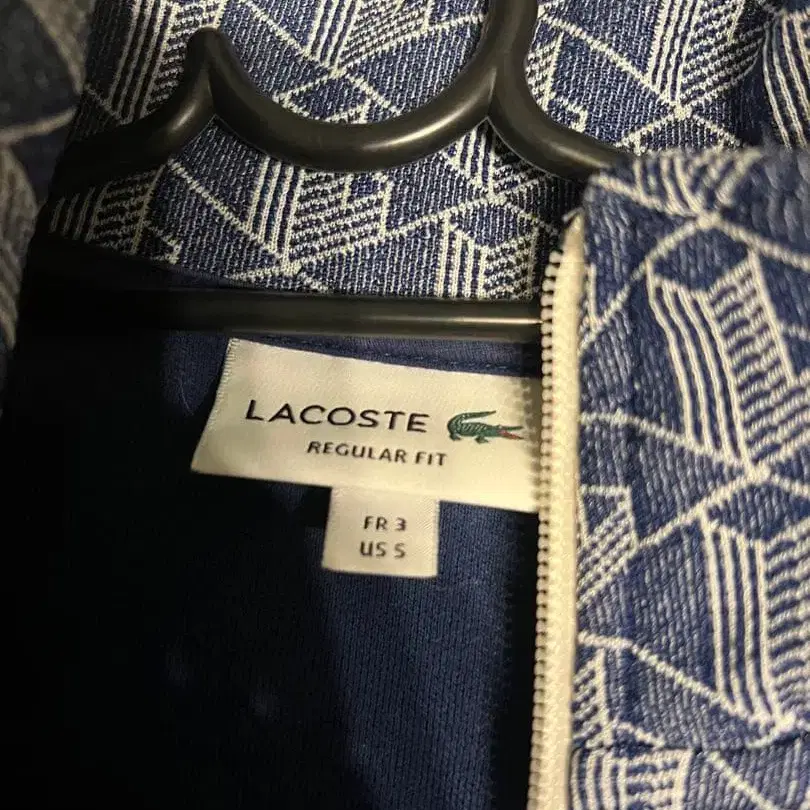 LACOSTE
REGULAR FIT
FR 3
US S